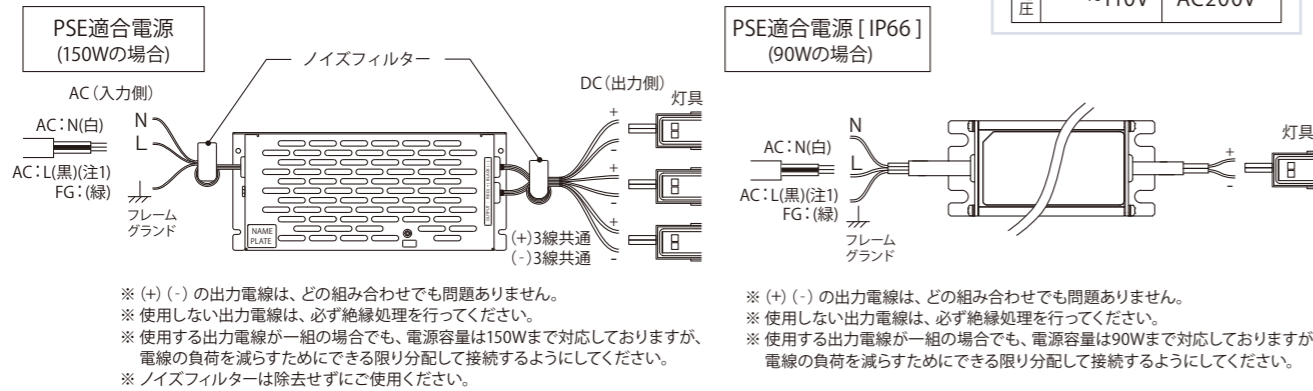 圧
~110V
AC200V
PSE適合電源
(150Wの場合)
ノイズフィルター
AC（入力側）
DC（出力側）
灯具
AC：N(白)
N
L
AC：L(黒)(注1)
FG：(緑)
フレーム
グランド
NAME
PLATE
+
-
+
-
+
-
(+)3線共通
(-)3線共通
※ (+) (-) の出力電線は、どの組み合わせでも問題ありません。
※ 使用しない出力電線は、必ず絶縁処理を行ってください。
※ 使用する出力電線が一組の場合でも、電源容量は150Wまで対応しておりますが、
電線の負荷を減らすためにできる限り分配して接続するようにしてください。
※ ノイズフィルターは除去せずにご使用ください。
PSE適合電源 [ IP66 ]
(90Wの場合)
AC：N(白)
N
L
AC：L(黒)(注1)
FG：(緑)
フレーム
グランド
+
-
灯具
※ (+) (-) の出力電線は、どの組み合わせでも問題ありません。
※ 使用しない出力電線は、必ず絶縁処理を行ってください。
※ 使用する出力電線が一組の場合でも、電源容量は90Wまで対応しておりますが
電線の負荷を減らすためにできる限り分配して接続するようにしてください。